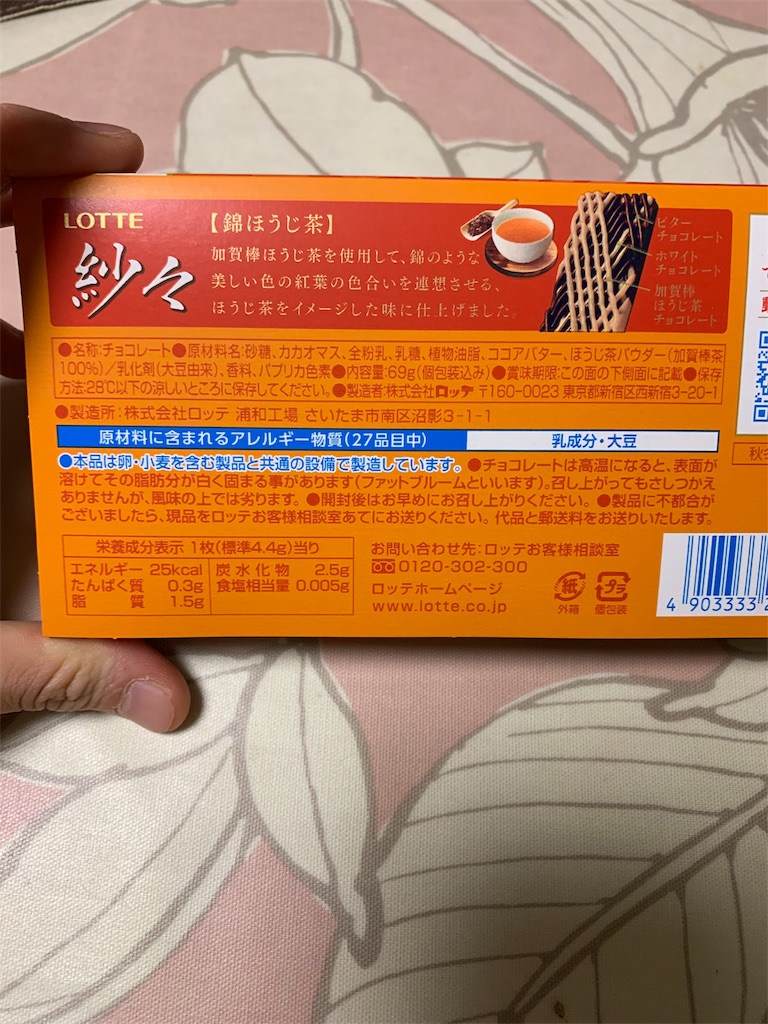 LOTTE
紗々
【錦ほうじ茶】
加賀棒ほうじ茶を使用して、錦のような
美しい色の紅葉の色合いを連想させる、
ほうじ茶をイメージした味に仕上げました。
ビター
チョコレート
ホワイト
チョコレート
加賀棒
ほうじ茶
チョコレート
●名称:チョコレート●原材料名:砂糖、カカオマス、全粉乳、乳糖、植物油脂、ココアバター、ほうじ茶パウダー(加賀棒茶
100%)/乳化剤(大豆由来)、香料、パプリカ色素●内容量:69g(個包装込み)●賞味期限:この面の下側面に記載●保存
方法:28℃以下の涼しいところに保存してください。●製造者:株式会社ロッテ 〒160-0023 東京都新宿区西新宿3-20-1
●製造所:株式会社ロッテ 浦和工場 さいたま市南区沼影3-1-1
原材料に含まれるアレルギー物質(27品目中) 乳成分・大豆
●本品は卵・小麦を含む製品と共通の設備で製造しています。●チョコレートは高温になると、表面が
溶けてその脂肪分が白く固まる事があります(ファットブルームといいます)。召し上がってもさしつかえ
ありませんが、風味の上では劣ります。●開封後はお早めにお召し上がりください。●製品に不都合が
ございましたら、現品をロッテお客様相談室あてにお送りください。代品と郵送料をお送りいたします。
栄養成分表示 1枚(標準4.4g)当り
エネルギー 25kcal 炭水化物 2.5g
たんぱく質 0.3g 食塩相当量 0.005g
脂質 1.5g
お問い合わせ先:ロッテお客様相談室
0120-302-300
ロッテホームページ
www.lotte.co.jp
紙
外箱
プラ
個包装
4 903333
秋